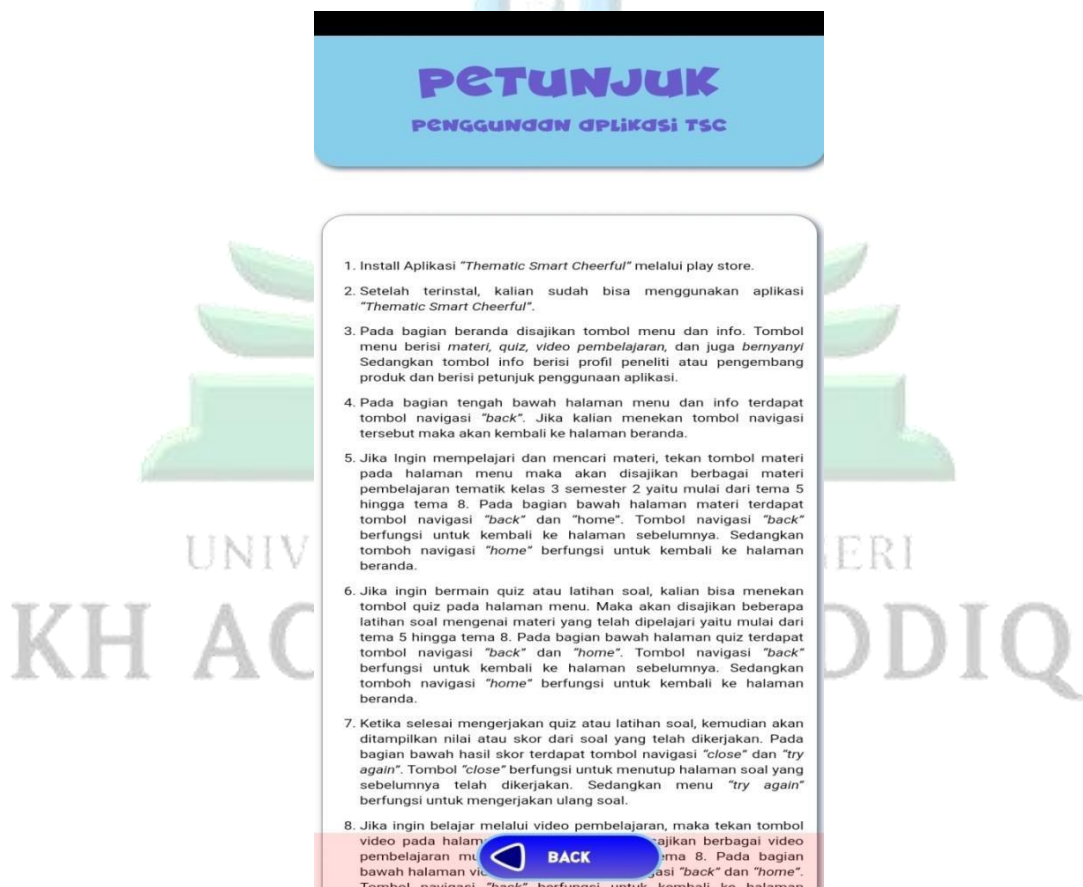 PETUNJUK
PENGGUNAAN APLIKASI TSC
1. Install Aplikasi "Thematic Smart Cheerful" melalui play store.
2. Setelah terinstal, kalian sudah bisa menggunakan aplikasi
"Thematic Smart Cheerful".
3. Pada bagian beranda disajikan tombol menu dan info. Tombol
menu berisi materi, quiz, video pembelajaran, dan juga bernyanyi
Sedangkan tombol info berisi profil peneliti atau pengembang
produk dan berisi petunjuk penggunaan aplikasi.
4. Pada bagian tengah bawah halaman menu dan info terdapat
tombol navigasi "back". Jika kalian menekan tombol navigasi
tersebut maka akan kembali ke halaman beranda.
5. Jika Ingin mempelajari dan mencari materi, tekan tombol materi
pada halaman menu maka akan disajikan berbagai materi
pembelajaran tematik kelas 3 semester 2 yaitu mulai dari tema 5
hingga tema 8. Pada bagian bawah halaman materi terdapat
tombol navigasi "back" dan "home". Tombol navigasi "back"
berfungsi untuk kembali ke halaman sebelumnya. Sedangkan
tomboh navigasi "home" berfungsi untuk kembali ke halaman
beranda.
6. Jika ingin bermain quiz atau latihan soal, kalian bisa menekan
tombol quiz pada halaman menu. Maka akan disajikan beberapa
latihan soal mengenai materi yang telah dipelajari yaitu mulai dari
tema 5 hingga tema 8. Pada bagian bawah halaman quiz terdapat
tombol navigasi "back" dan "home". Tombol navigasi "back"
berfungsi untuk kembali ke halaman sebelumnya. Sedangkan
tomboh navigasi "home" berfungsi untuk kembali ke halaman
beranda.
7. Ketika selesai mengerjakan quiz atau latihan soal, kemudian akan
ditampilkan nilai atau skor dari soal yang telah dikerjakan. Pada
bagian bawah hasil skor terdapat tombol navigasi "close" dan "try
again". Tombol "close" berfungsi untuk menutup halaman soal yang
sebelumnya telah dikerjakan. Sedangkan menu "try again"
berfungsi untuk mengerjakan ulang soal.
8. Jika ingin belajar melalui video pembelajaran, maka tekan tombol
video pada halam ajikan berbagai video
pembelajaran mu ema 8. Pada bagian
bawah halaman vid gasi "back" dan "home".
Tombol navigasi "back" berfungsi untuk kembali ke halaman
BACK
UNIV ERI
KH AC DDIQ